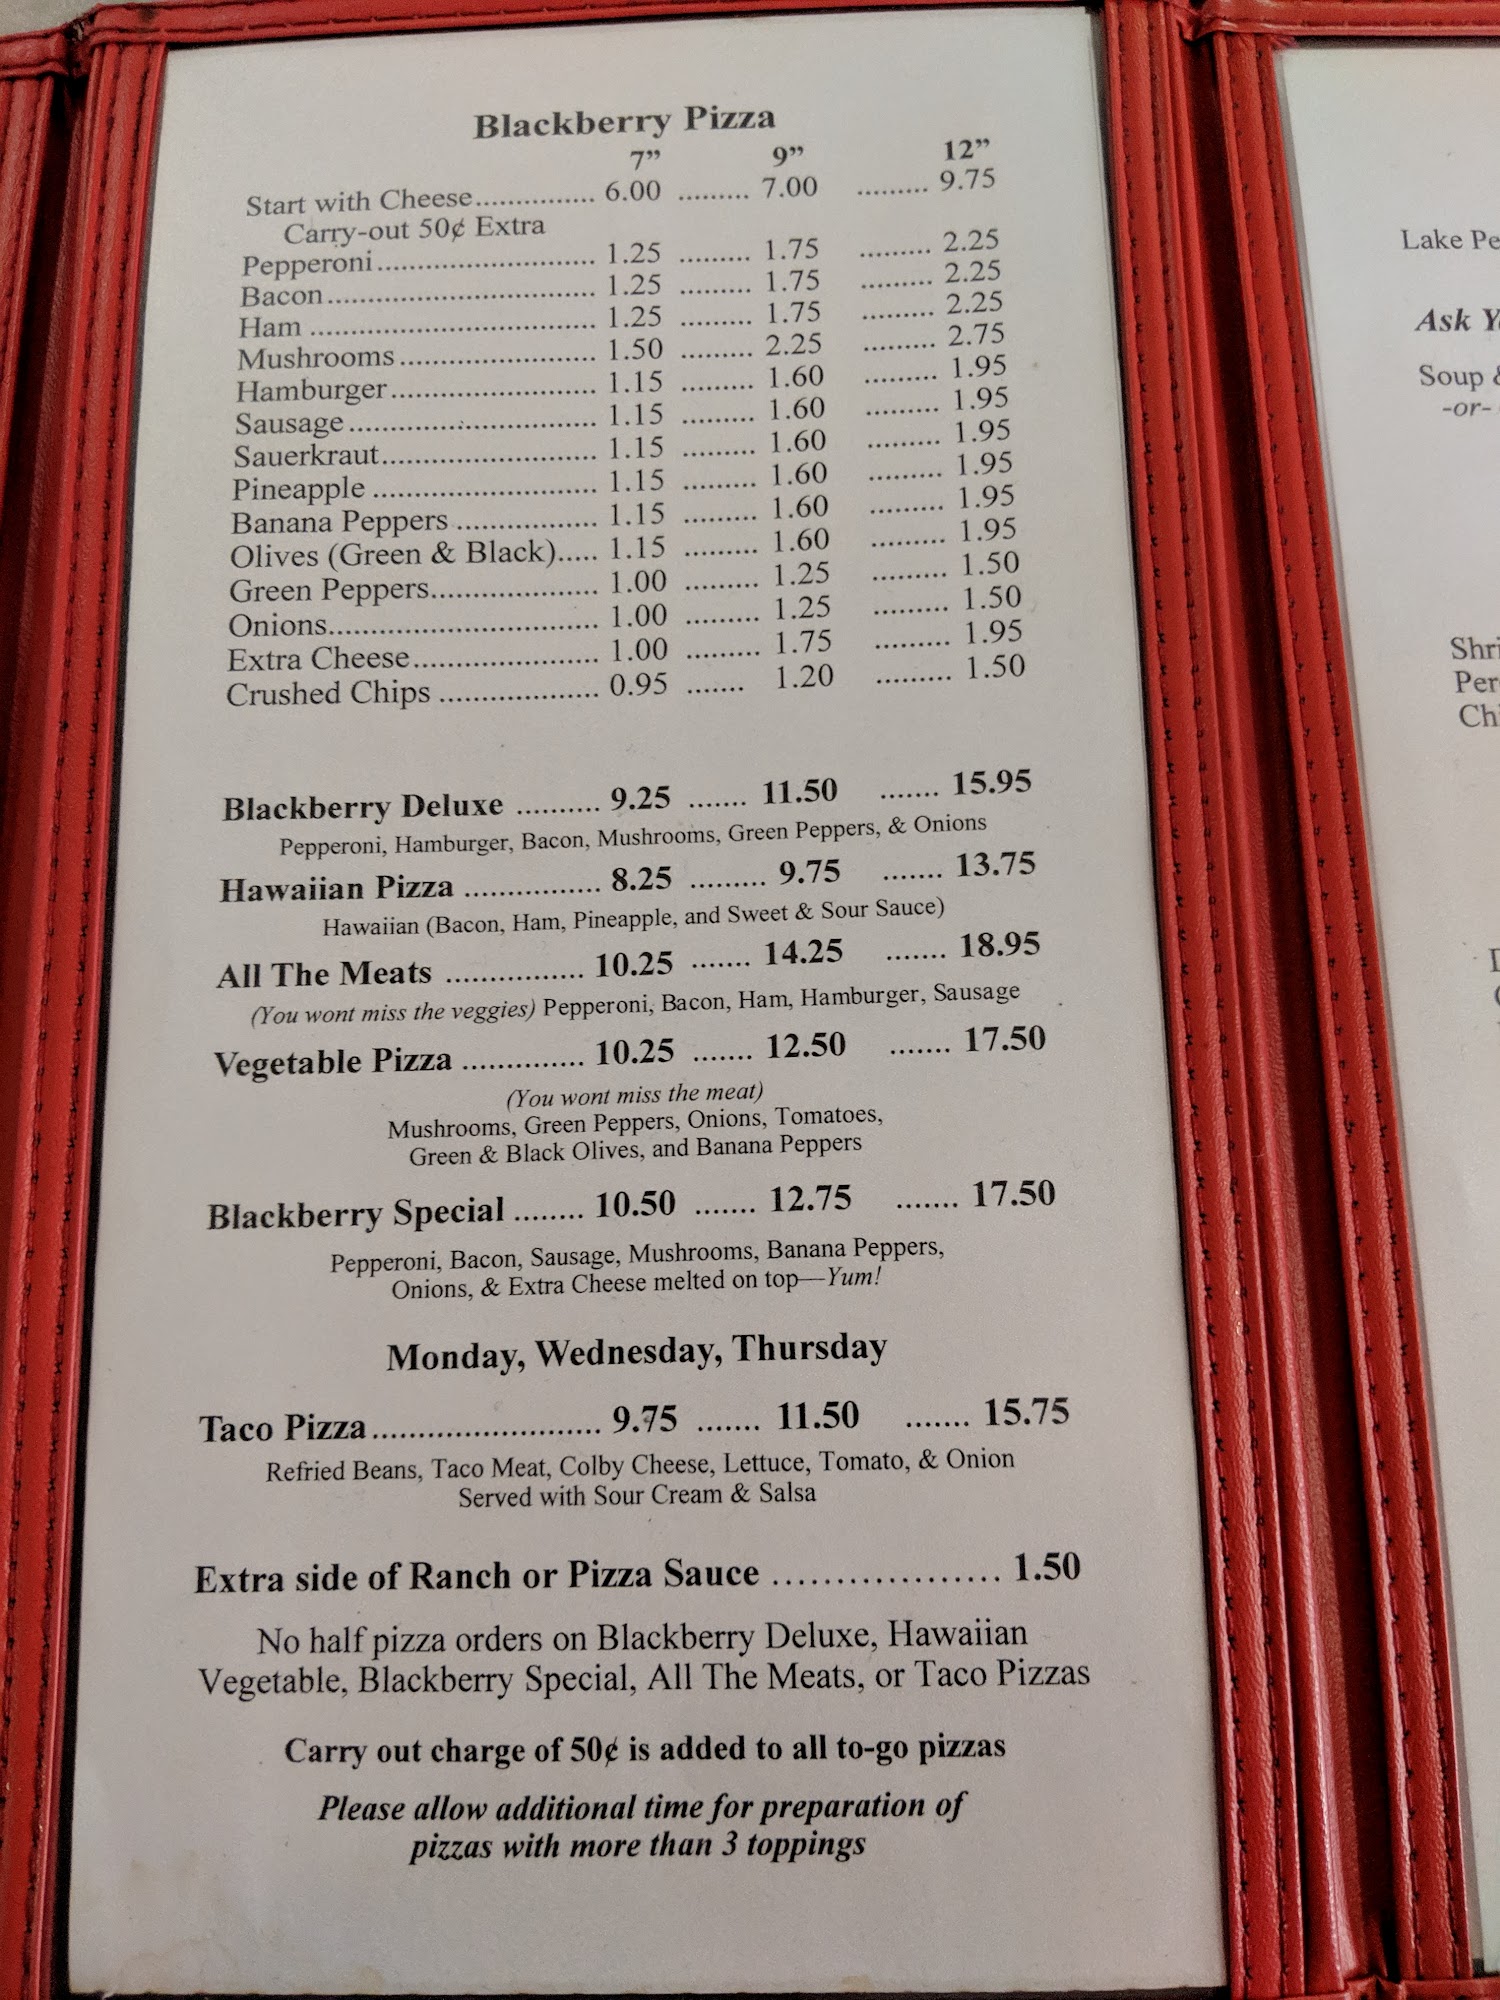 Blackberry Pizza
7” 9” 12”
Start with Cheese............... 6.00 ......... 7.00 ......... 9.75
Carry-out 50¢ Extra
Pepperoni........................... 1.25 ......... 1.75 ......... 2.25
Bacon................................. 1.25 ......... 1.75 ......... 2.25
Ham ................................... 1.25 ......... 1.75 ......... 2.25
Mushrooms........................ 1.50 ......... 2.25 ......... 2.75
Hamburger......................... 1.15 ......... 1.60 ......... 1.95
Sausage.............................. 1.15 ......... 1.60 ......... 1.95
Sauerkraut.......................... 1.15 ......... 1.60 ......... 1.95
Pineapple ........................... 1.15 ......... 1.60 ......... 1.95
Banana Peppers ................. 1.15 ......... 1.60 ......... 1.95
Olives (Green & Black)..... 1.15 ......... 1.60 ......... 1.95
Green Peppers.................... 1.00 ......... 1.25 ......... 1.50
Onions................................ 1.00 ......... 1.25 ......... 1.50
Extra Cheese...................... 1.00 ......... 1.75 ......... 1.95
Crushed Chips ................... 0.95 ....... 1.20 ......... 1.50
Blackberry Deluxe .......... 9.25 ....... 11.50 ....... 15.95
Pepperoni, Hamburger, Bacon, Mushrooms, Green Peppers, & Onions
Hawaiian Pizza ................ 8.25 ......... 9.75 ....... 13.75
Hawaiian (Bacon, Ham, Pineapple, and Sweet & Sour Sauce)
All The Meats ................ 10.25 ....... 14.25 ....... 18.95
(You wont miss the veggies) Pepperoni, Bacon, Ham, Hamburger, Sausage
Vegetable Pizza .............. 10.25 ....... 12.50 ....... 17.50
(You wont miss the meat)
Mushrooms, Green Peppers, Onions, Tomatoes,
Green & Black Olives, and Banana Peppers
Blackberry Special ........ 10.50 ....... 12.75 ....... 17.50
Pepperoni, Bacon, Sausage, Mushrooms, Banana Peppers,
Onions, & Extra Cheese melted on top—Yum!
Monday, Wednesday, Thursday
Taco Pizza.......................... 9.75 ....... 11.50 ....... 15.75
Refried Beans, Taco Meat, Colby Cheese, Lettuce, Tomato, & Onion
Served with Sour Cream & Salsa
Extra side of Ranch or Pizza Sauce .................. 1.50
No half pizza orders on Blackberry Deluxe, Hawaiian
Vegetable, Blackberry Special, All The Meats, or Taco Pizzas
Carry out charge of 50¢ is added to all to-go pizzas
Please allow additional time for preparation of
pizzas with more than 3 toppings
Lake
Ask
Soup
-or-